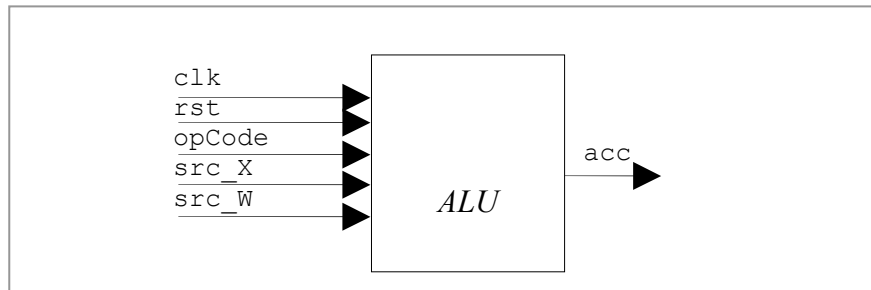 clk
rst
opCode
src_X
src_W
ALU
acc